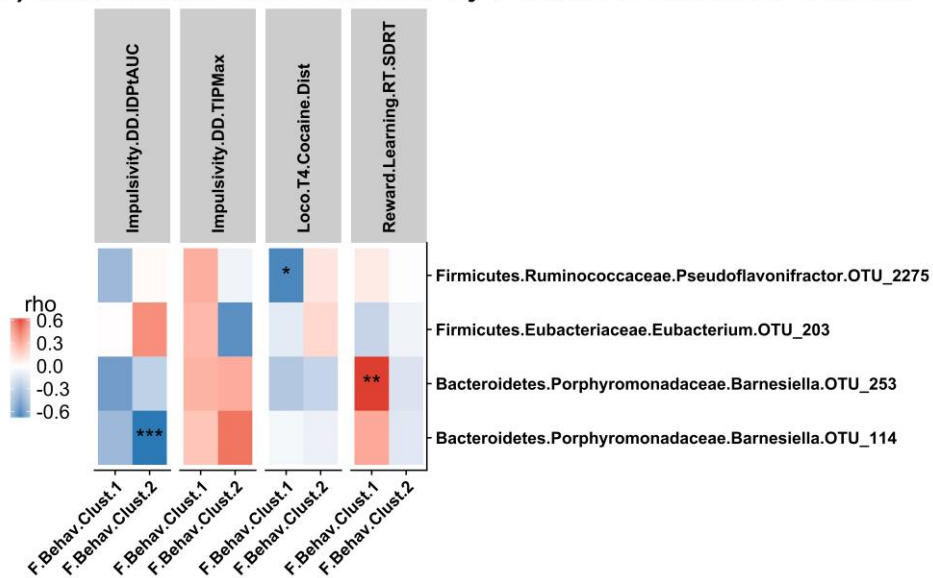 Impulsivity.DD.IDPtAUC
Impulsivity.DD.TIPMax
Loco.T4.Cocaine.Dist
Reward.Learning.RT.SDRT
*
Firmicutes.Ruminococcaceae.Pseudoflavonifractor.OTU_2275
Firmicutes.Eubacteriaceae.Eubacterium.OTU_203
**
Bacteroidetes.Porphyromonadaceae.Barnesiella.OTU_253
***
Bacteroidetes.Porphyromonadaceae.Barnesiella.OTU_114
rho
0.6
0.3
0.0
-0.3
-0.6
F.Behav.Clust.1
F.Behav.Clust.2
F.Behav.Clust.1
F.Behav.Clust.2
F.Behav.Clust.1
F.Behav.Clust.2
F.Behav.Clust.1
F.Behav.Clust.2